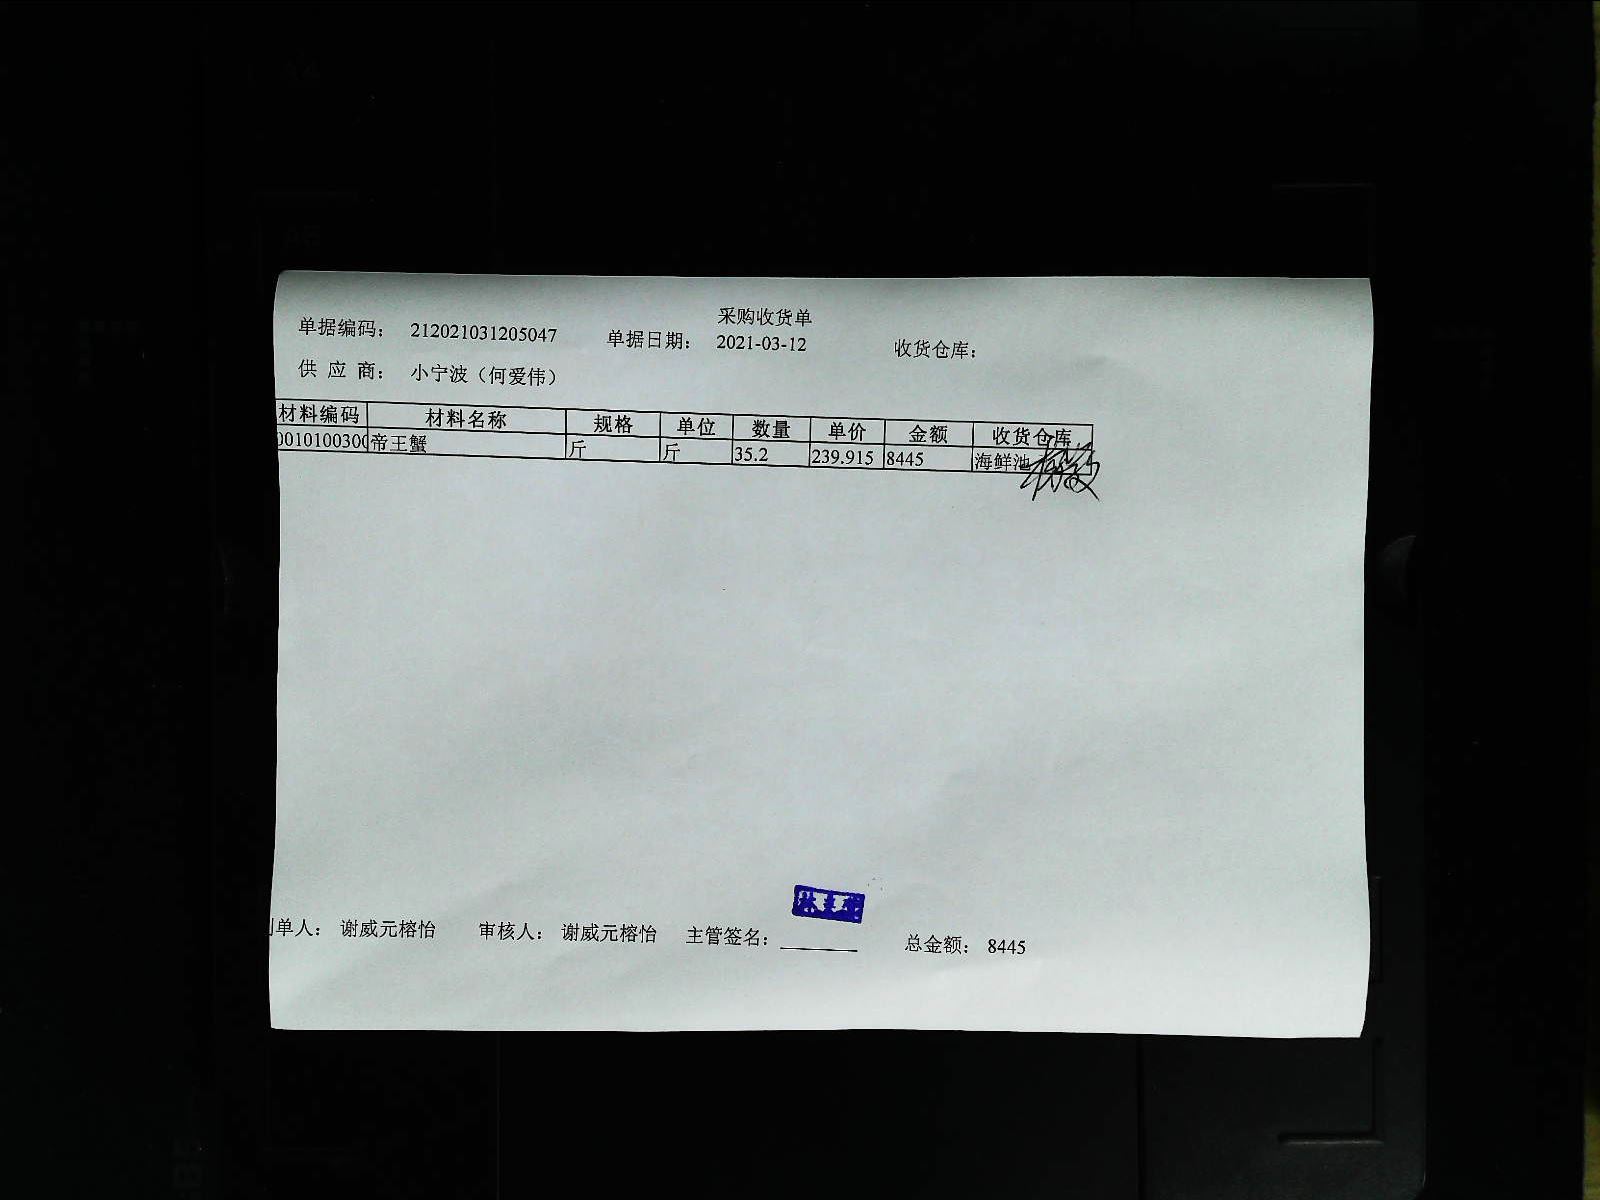 采购收货单
单据编码： 212021031205047 单据日期： 2021-03-12 收货仓库：
供 应 商： 小宁波（何爱伟）
材料编码 材料名称 规格 单位 数量 单价 金额 收货仓库
帝王蟹 斤 斤 35.2 239.915 8445 海鲜池
单人： 谢威元榕怡 审核人： 谢威元榕怡 主管签名： 总金额： 8445